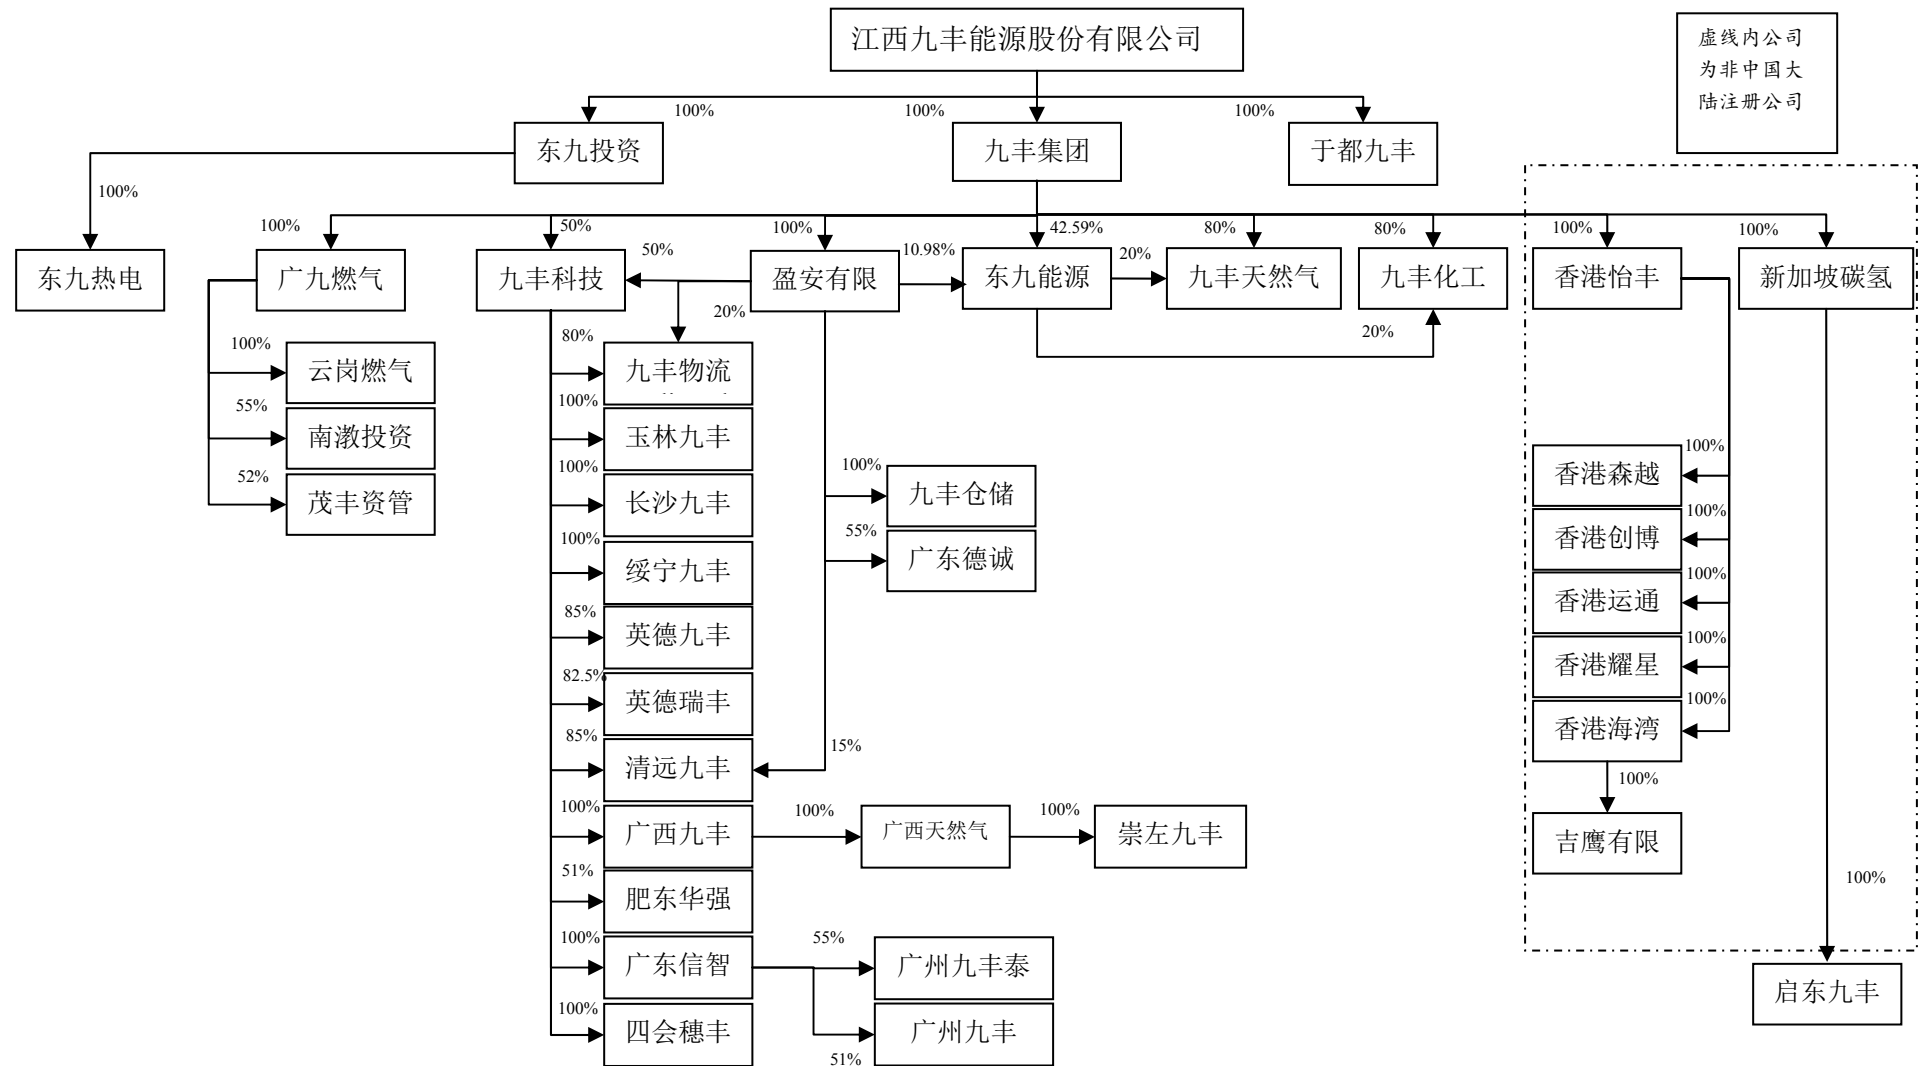 江西九丰能源股份有限公司
虚线内公司
为非中国大
陆注册公司
100%
100%
100%
东九投资
九丰集团
于都九丰
100%
100%
50%
50%
100%
10.98%
42.59%
20%
80%
80%
100%
100%
东九热电
广九燃气
九丰科技
盈安有限
东九能源
九丰天然气
九丰化工
香港怡丰
新加坡碳氢
20%
20%
100%
云岗燃气
55%
南漖投资
52%
茂丰资管
80%
九丰物流
100%
玉林九丰
100%
长沙九丰
100%
绥宁九丰
85%
英德九丰
82.5%
英德瑞丰
85%
清远九丰
15%
100%
九丰仓储
55%
广东德诚
100%
广西九丰
100%
广西天然气
100%
崇左九丰
51%
肥东华强
100%
广东信智
55%
广州九丰泰
100%
四会穗丰
51%
广州九丰
100%
香港森越
100%
香港创博
100%
香港运通
100%
香港耀星
100%
香港海湾
100%
吉鹰有限
100%
启东九丰